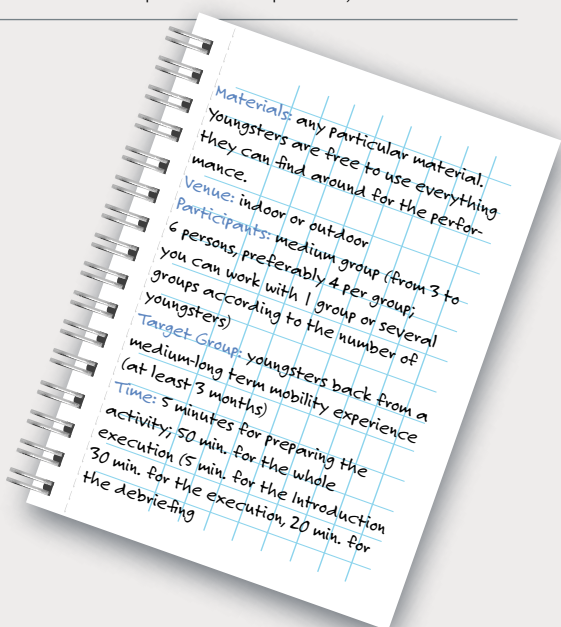 Materials: any particular material.
Youngsters are free to use everything
they can find around for the perfor-
mance.
Venue: indoor or outdoor
Participants: medium group (from 3 to
6 persons, preferably 4 per group;
you can work with 1 group or several
groups according to the number of
youngsters)
Target Group: youngsters back from a
medium-long term mobility experience
(at least 3 months)
Time: 5 minutes for preparing the
activity; 50 min. for the whole
execution (5 min. for the Introduction
30 min. for the execution, 20 min. for
the debriefing